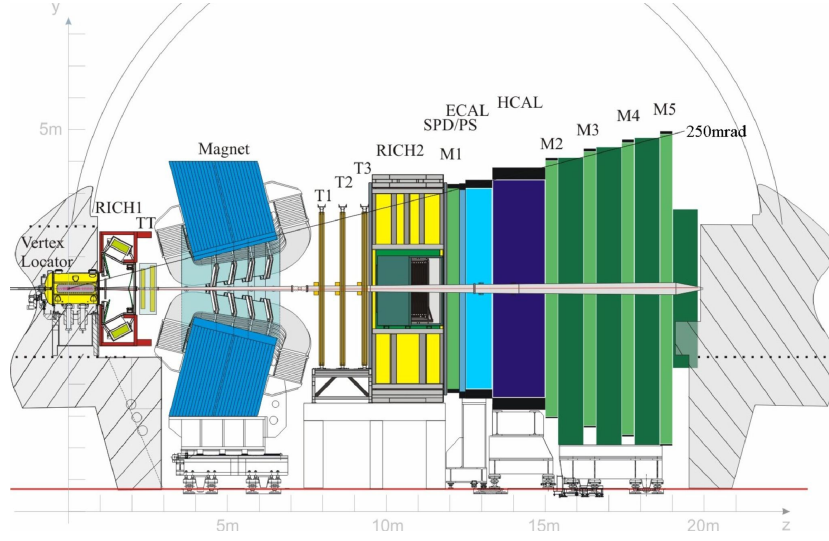 y
5m
Magnet
RICH1
TT
Vertex
Locator
T1
T2
T3
RICH2
SPD/PS
ECAL
HCAL
M1
M2
M3
M4
M5
250mrad
5m
10m
15m
20m
z